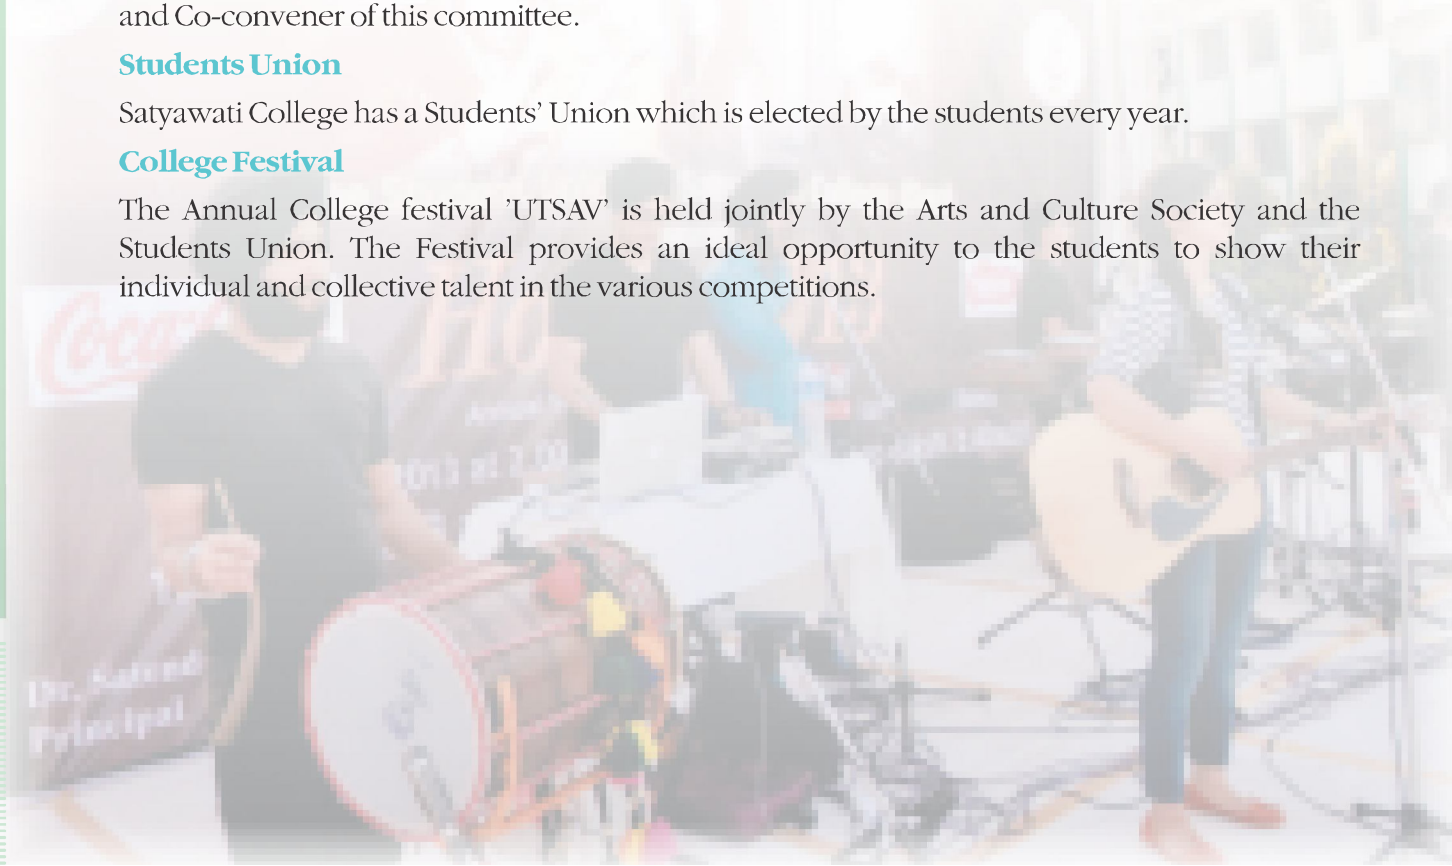 and Co-convener of this committee.
Students Union
Satyawati College has a Students’ Union which is elected by the students every year.
College Festival
The Annual College festival ’UTSAV’ is held jointly by the Arts and Culture Society and the
Students Union. The Festival provides an ideal opportunity to the students to show their
individual and collective talent in the various competitions.
Coca
Dr.
Principal